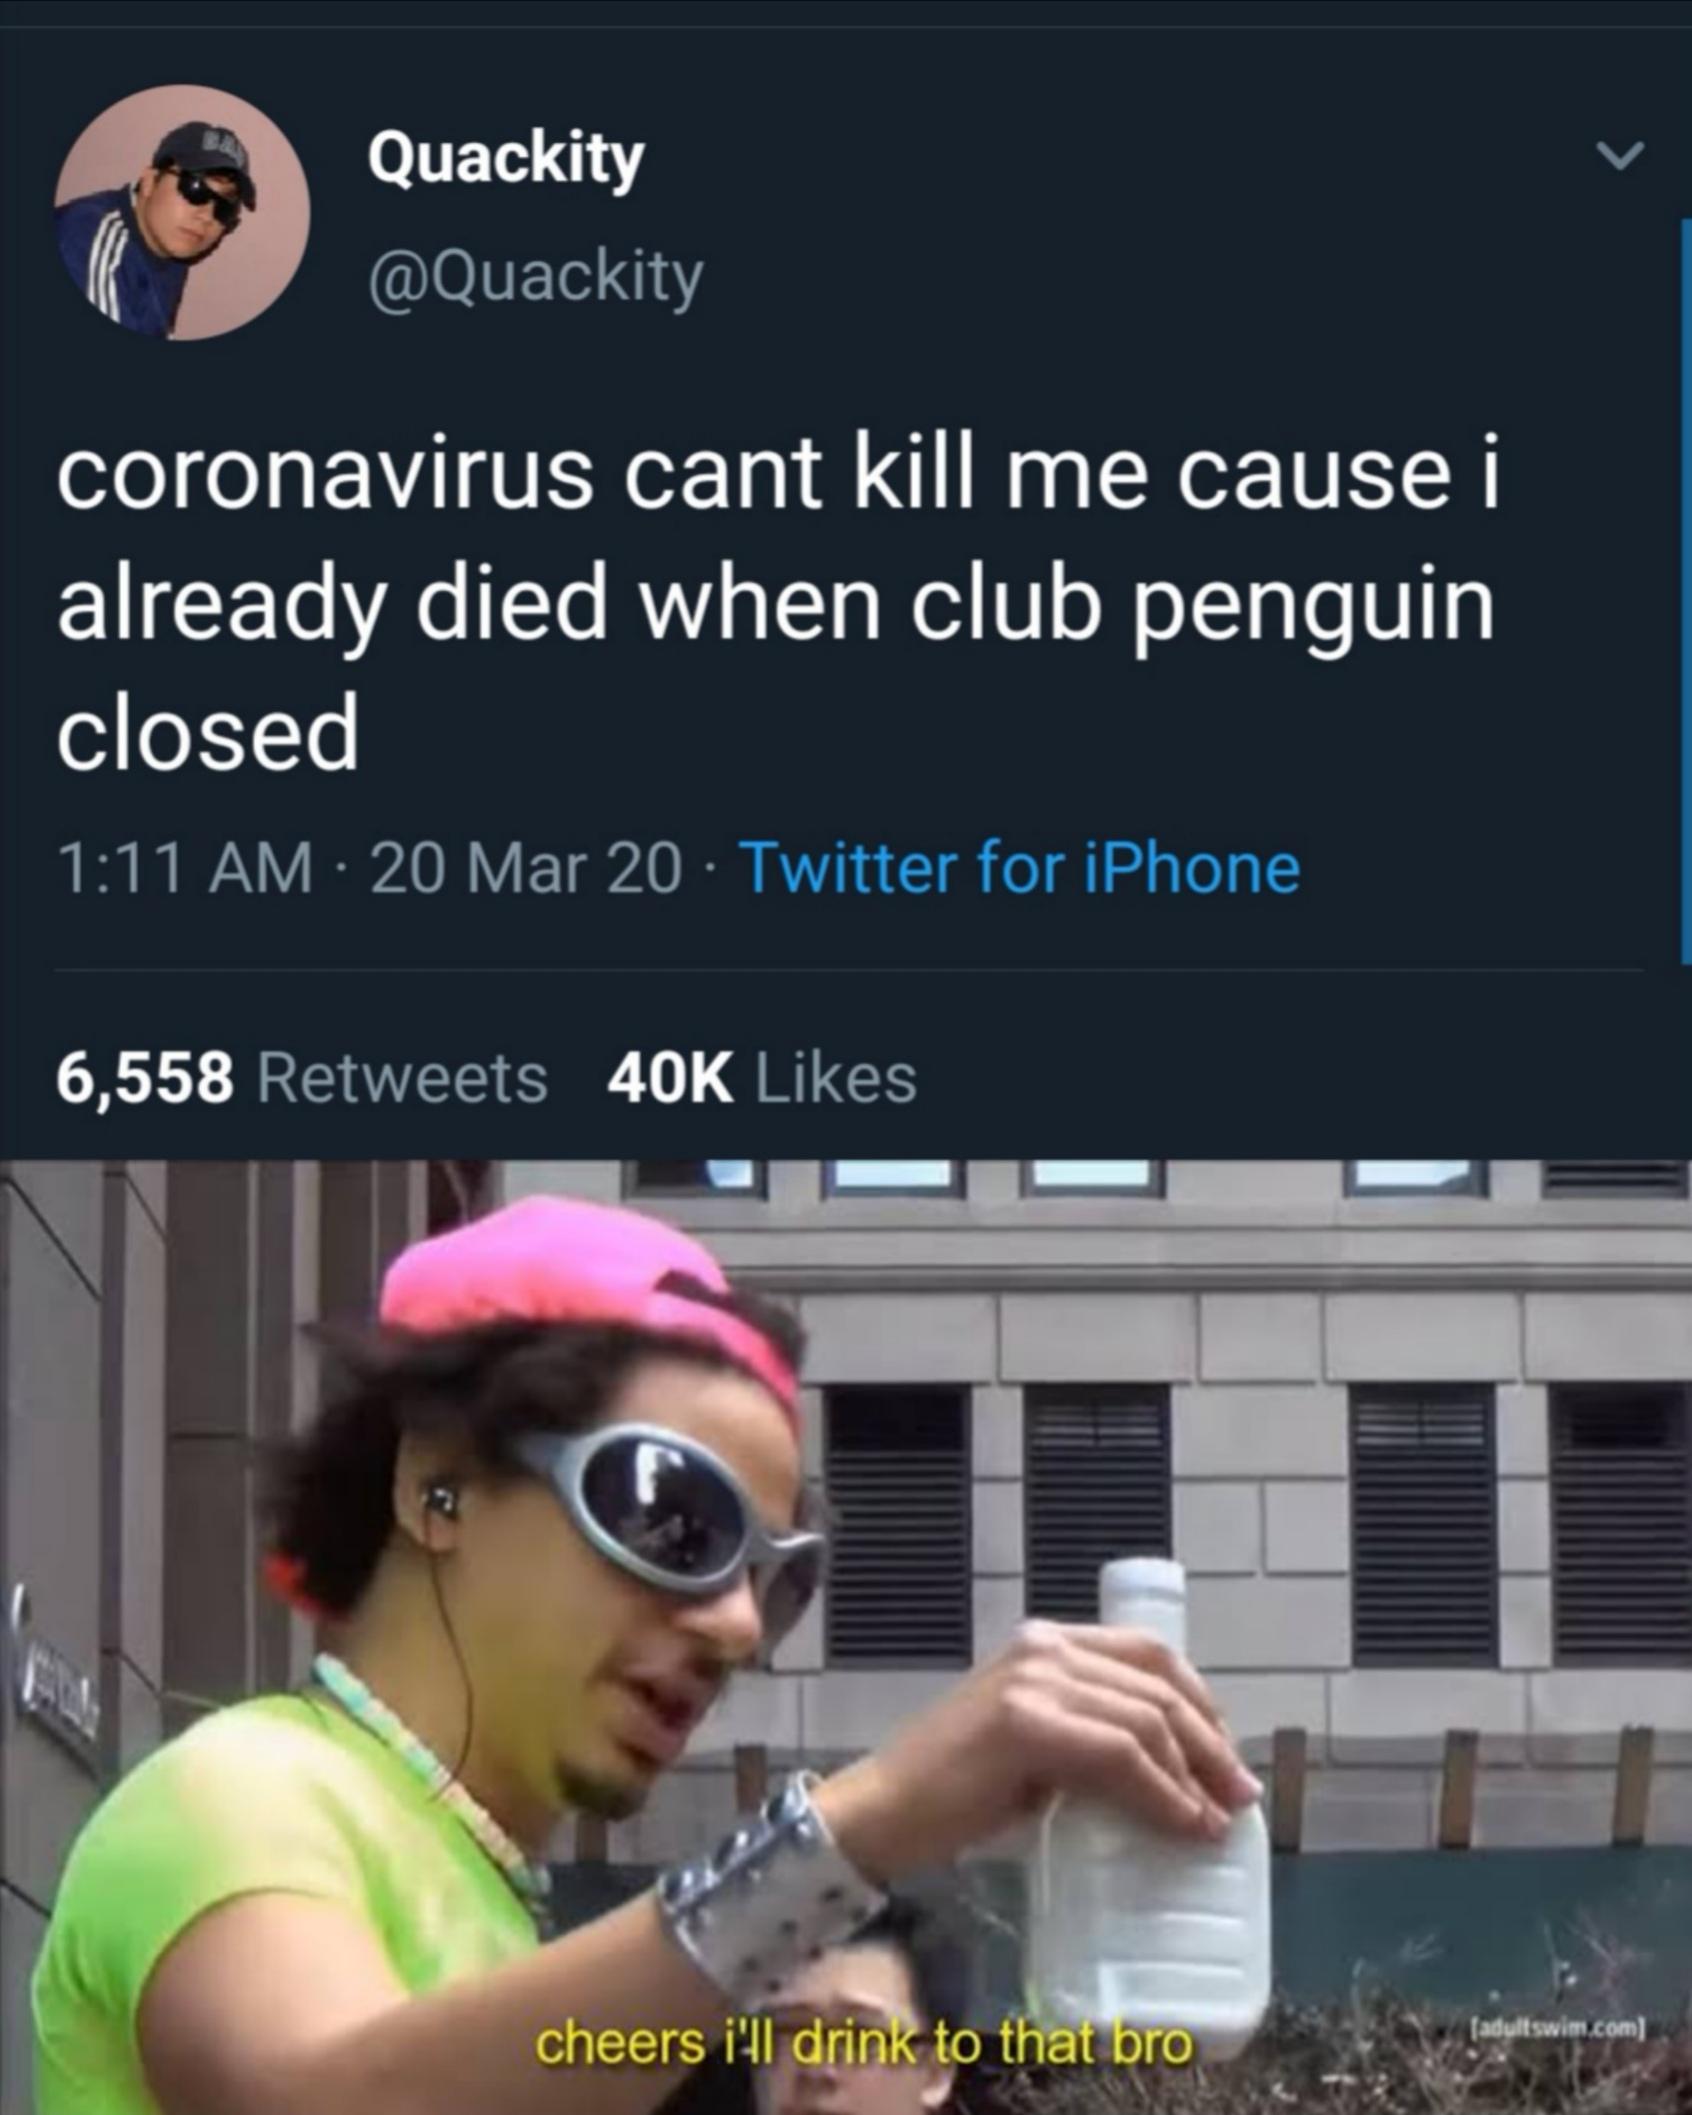 Quackity
@Quackity
coronavirus cant kill me cause i
already died when club penguin
closed
1:11 AM · 20 Mar 20 · Twitter for iPhone
6,558 Retweets 40K Likes
cheers i'll drink to that bro
[adultswim.com]